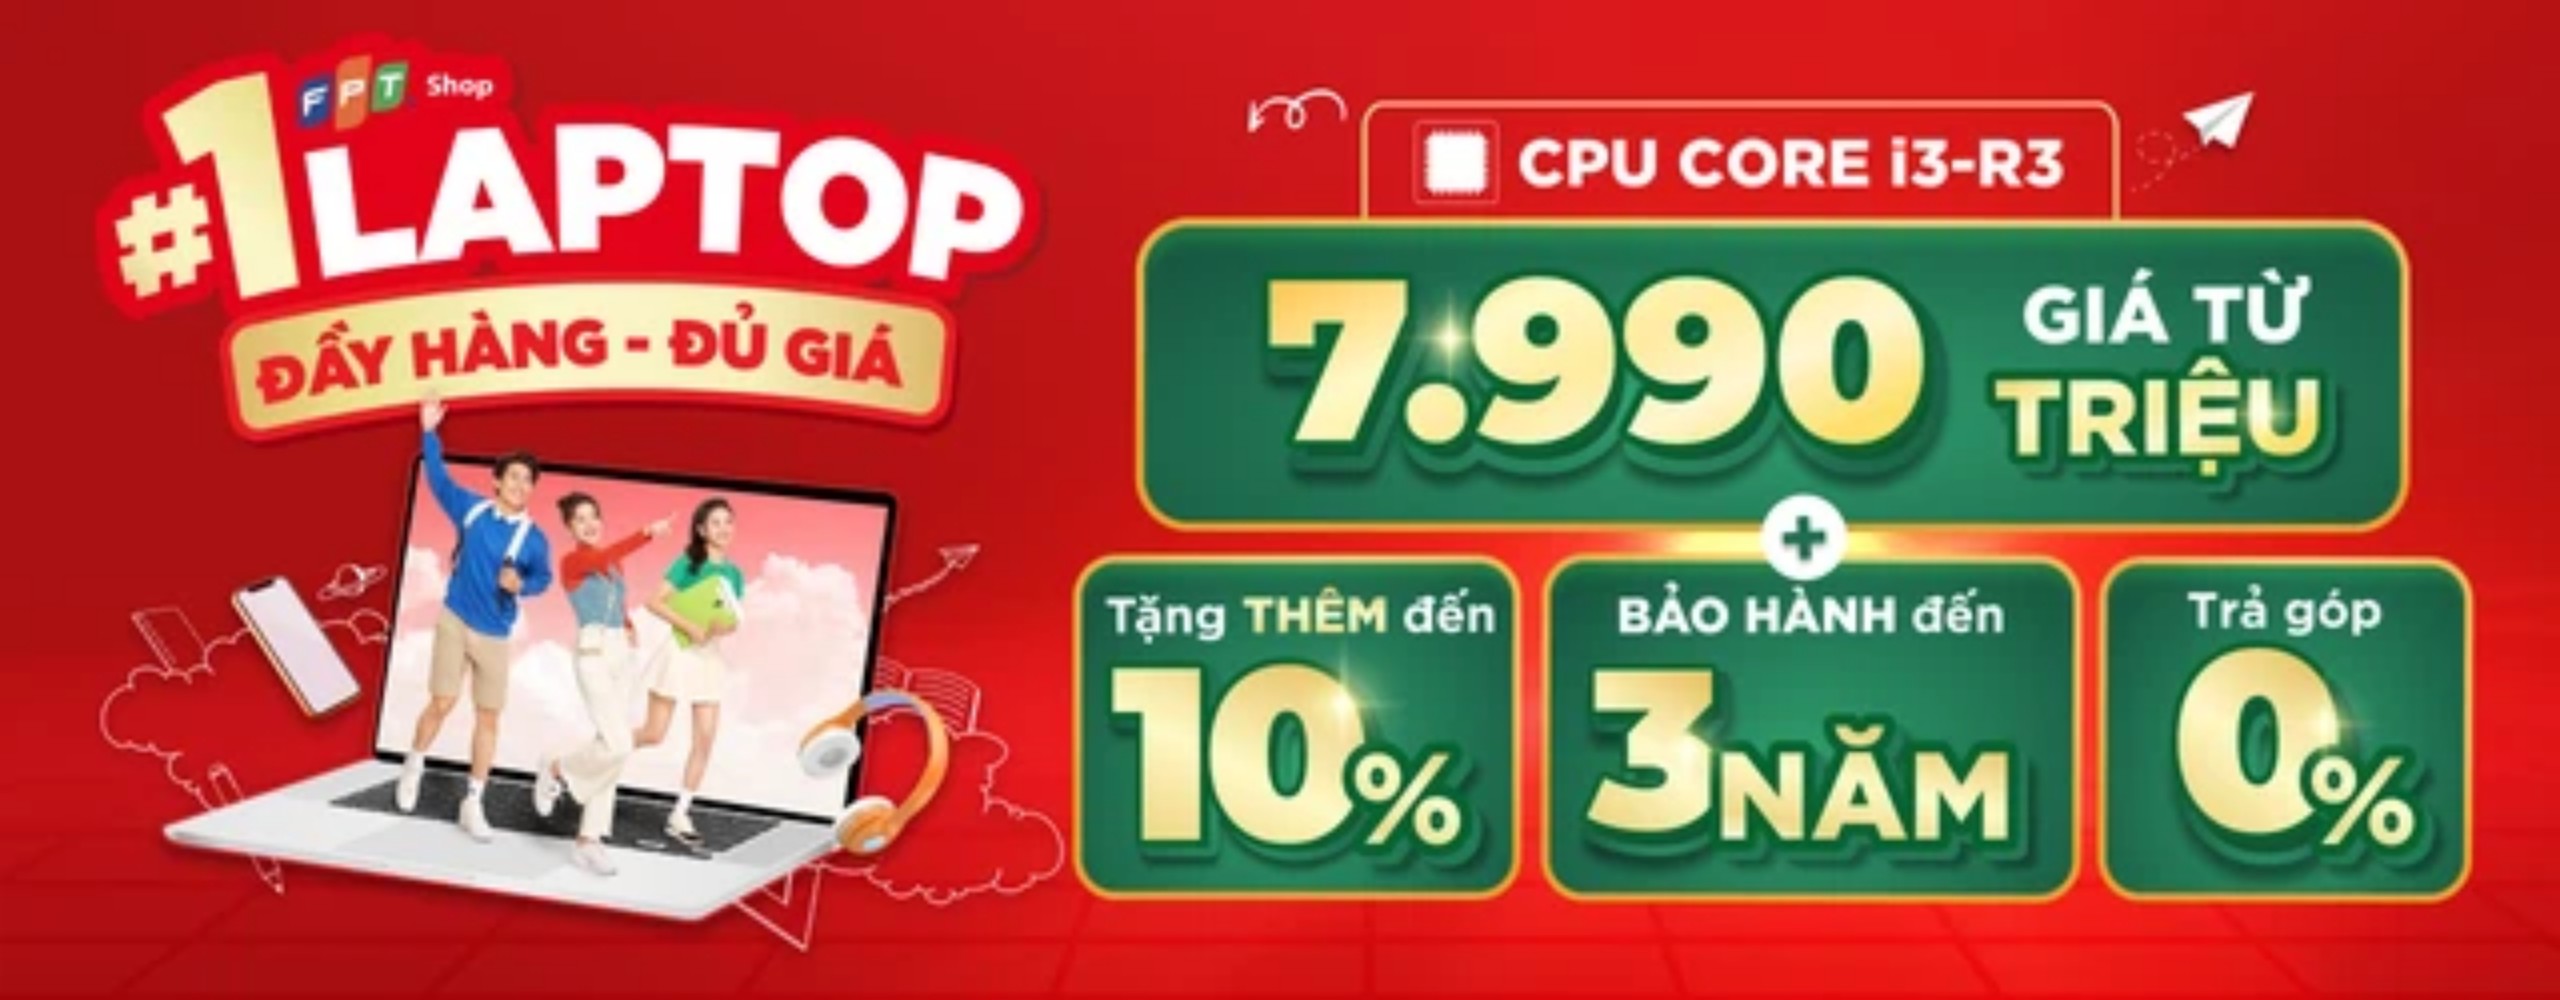 FPT Shop
#1 LAPTOP
ĐẦY HÀNG - ĐỦ GIÁ
CPU CORE i3-R3
7.990 GIÁ TỪ TRIỆU
+
Tặng THÊM đến
10%
BẢO HÀNH đến
3 NĂM
Trả góp
0%